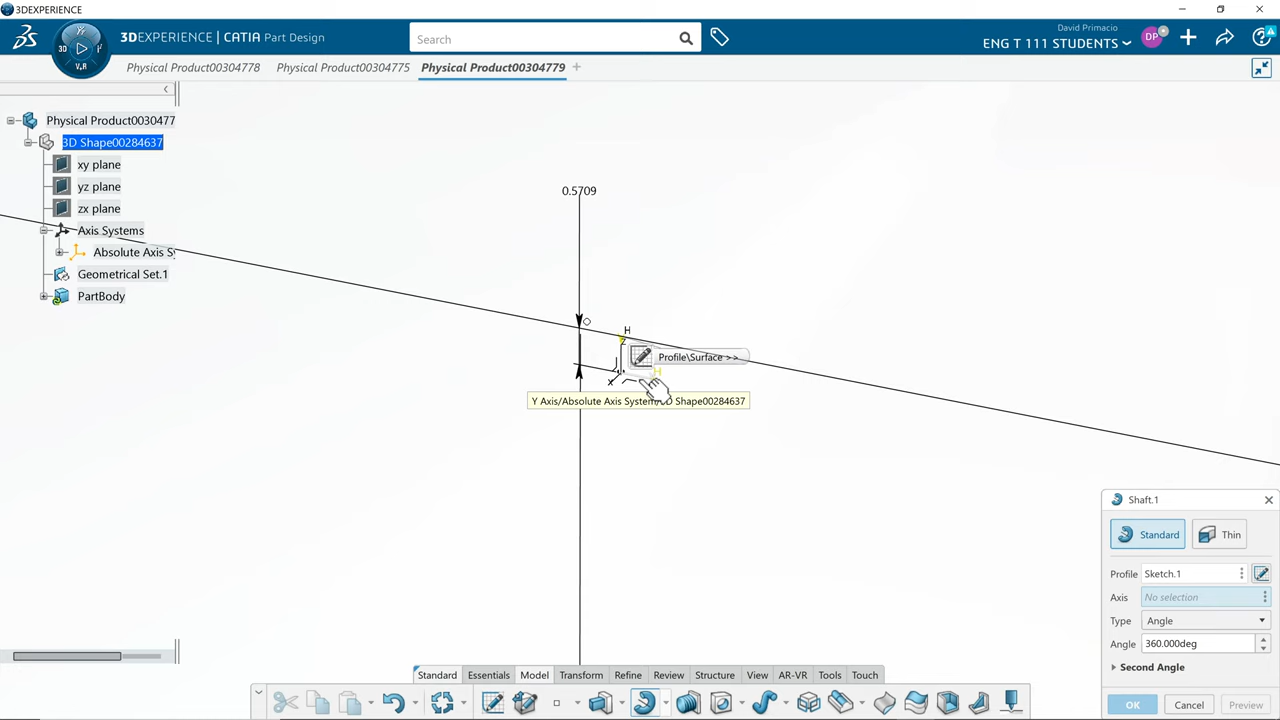 3DEXPERIENCE
3D
V,R
3DEXPERIENCE | CATIA Part Design
Search
David Primacio
ENG T 111 STUDENTS
DP
Physical Product00304778
Physical Product00304775
Physical Product00304779
Physical Product0030477
3D Shape00284637
xy plane
yz plane
zx plane
Axis Systems
Absolute Axis S
Geometrical Set.1
PartBody
0.5709
H
z
Profile\Surface >>
H
x
Y Axis/Absolute Axis System/3D Shape00284637
Shaft.1
Standard
Thin
Profile Sketch.1
Axis No selection
Type Angle
Angle 360.000deg
Second Angle
OK Cancel Preview
Standard Essentials Model Transform Refine Review Structure View AR-VR Tools Touch